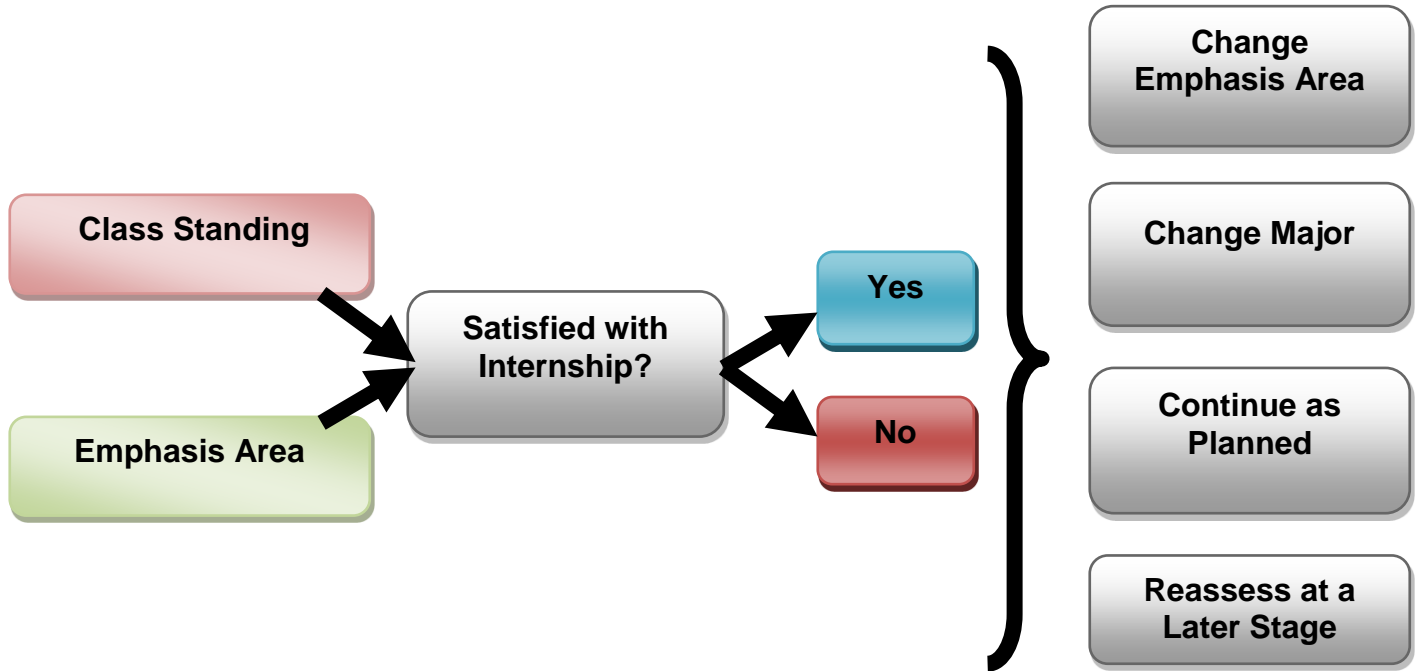 Class Standing
Emphasis Area
Satisfied with
Internship?
Yes
No
Change
Emphasis Area
Change Major
Continue as
Planned
Reassess at a
Later Stage